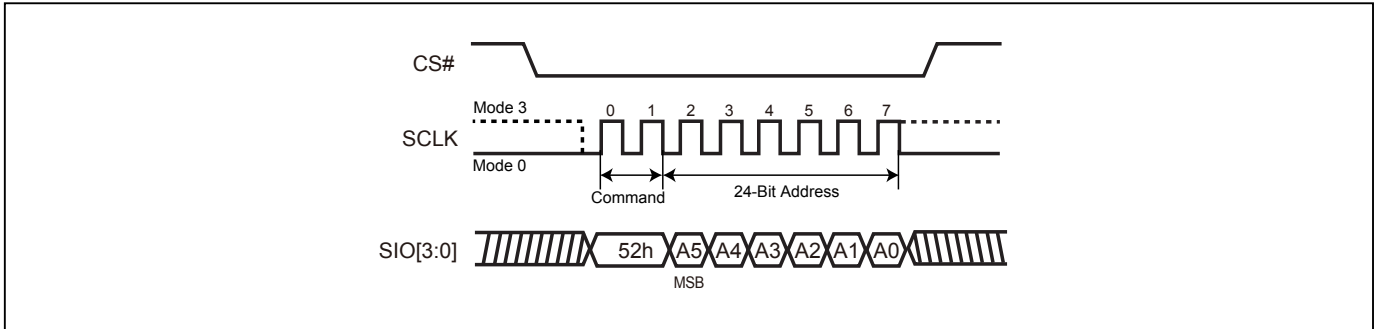 CS#
Mode 3
0 1 2 3 4 5 6 7
SCLK
Mode 0
Command
24-Bit Address
SIO[3:0]
52h A5 A4 A3 A2 A1 A0
MSB